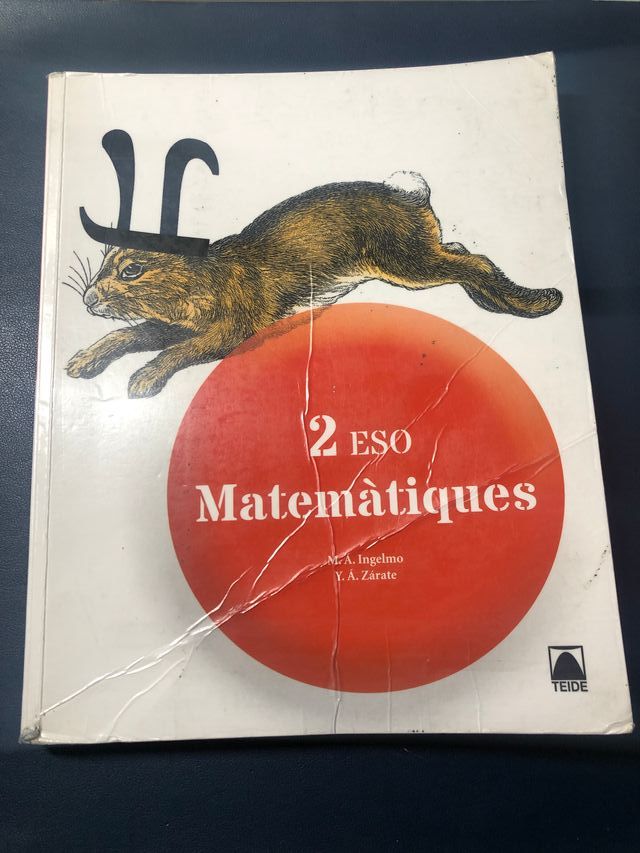 2 ESO
Matemàtiques
M. Á. Ingelmo
Y. Á. Zárate
TEIDE